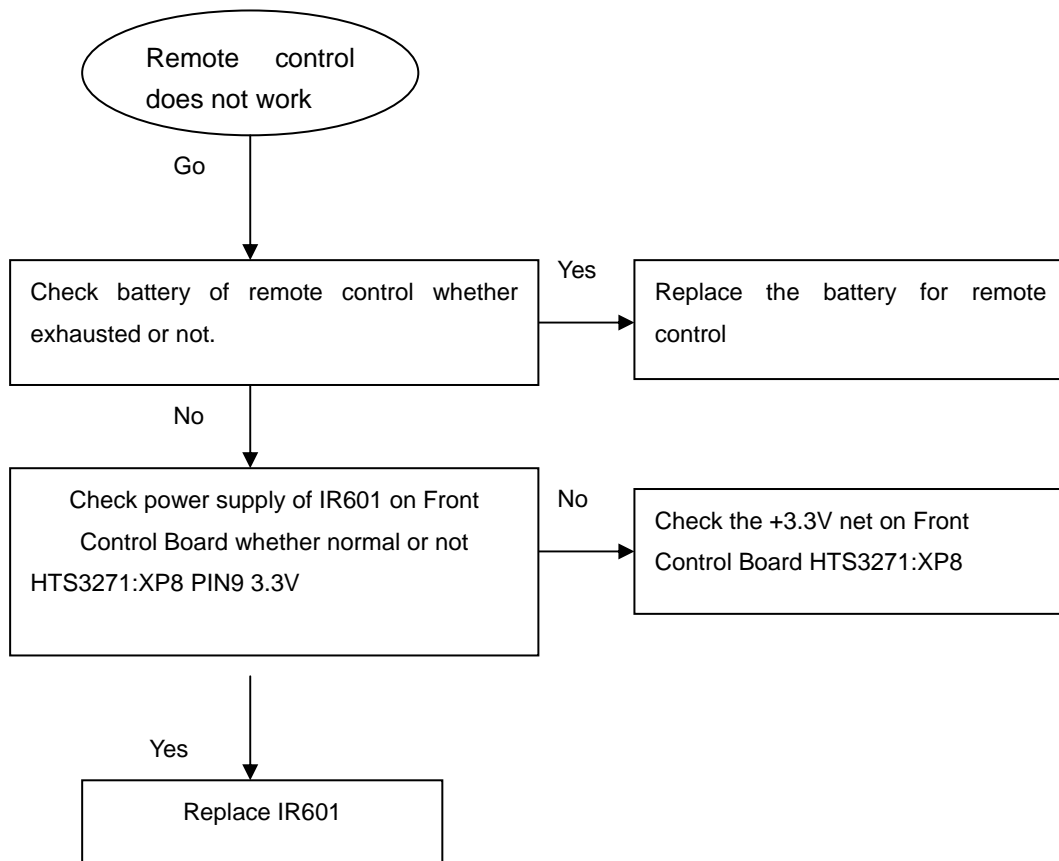 Remote control
does not work
Go
Check battery of remote control whether
exhausted or not.
Yes
Replace the battery for remote
control
No
Check power supply of IR601 on Front
Control Board whether normal or not
HTS3271:XP8 PIN9 3.3V
No
Check the +3.3V net on Front
Control Board HTS3271:XP8
Yes
Replace IR601